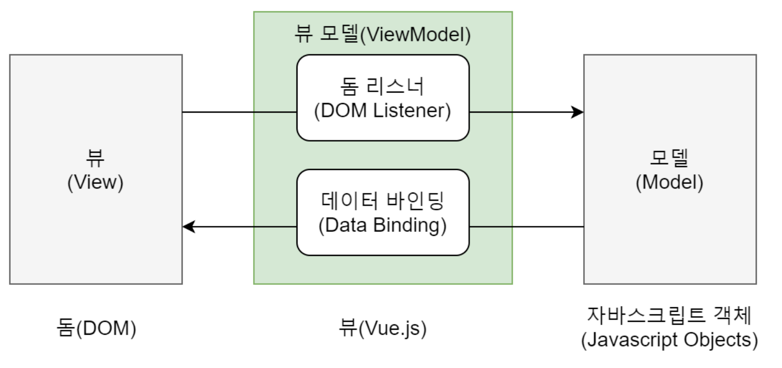 뷰 모델(ViewModel)
돔 리스너
(DOM Listener)
뷰
(View)
모델
(Model)
데이터 바인딩
(Data Binding)
돔(DOM)
뷰(Vue.js)
자바스크립트 객체
(Javascript Objects)